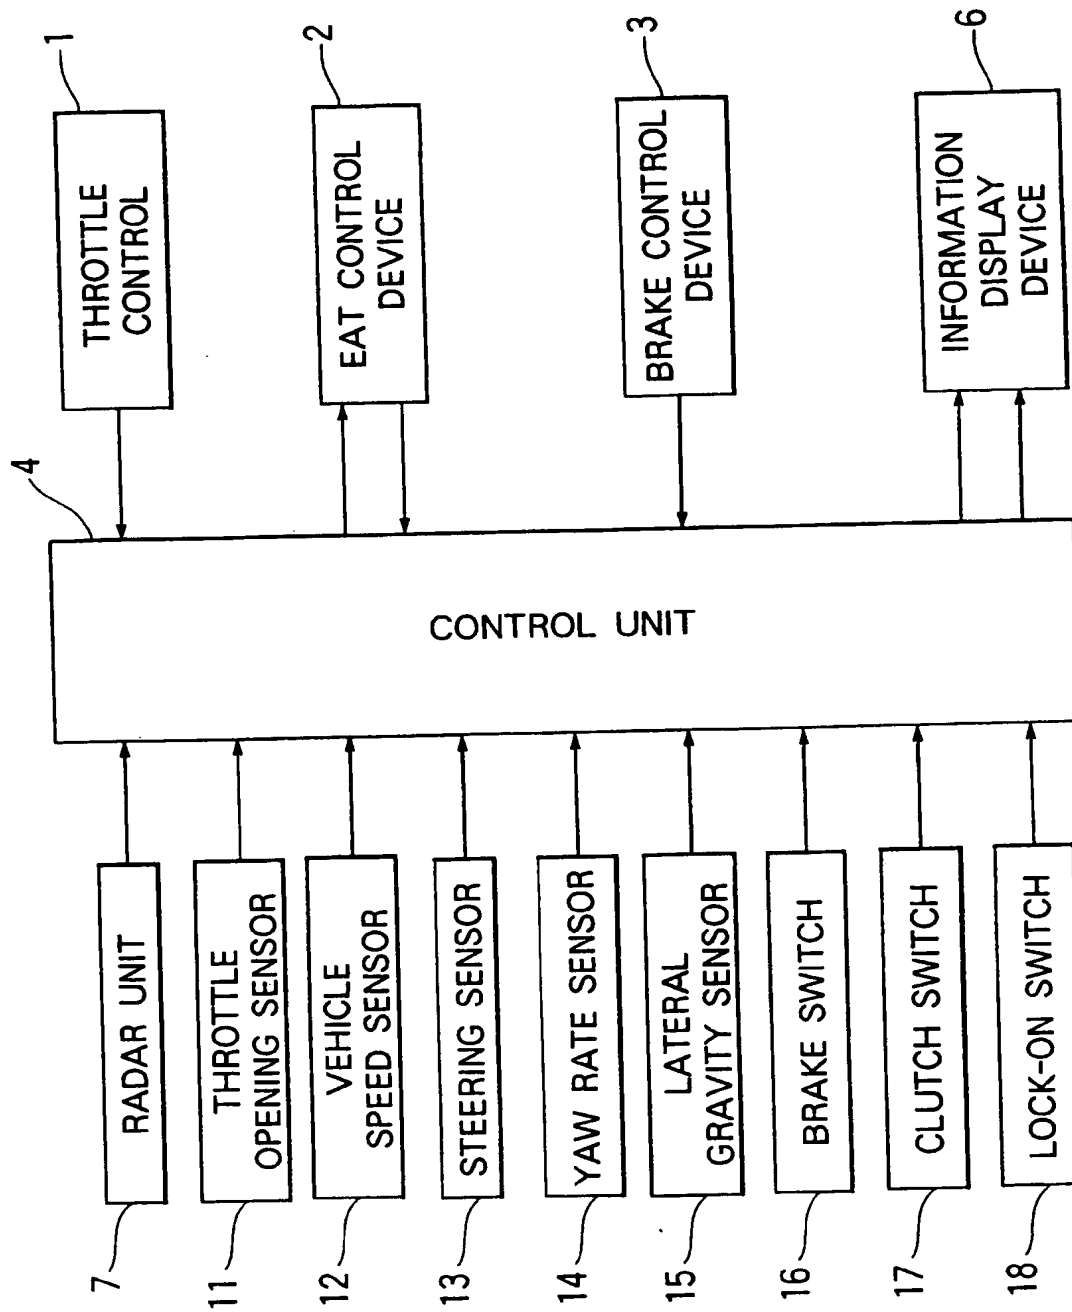 7
RADAR UNIT
11
THROTTLE
OPENING SENSOR
12
VEHICLE
SPEED SENSOR
13
STEERING SENSOR
14
YAW RATE SENSOR
15
LATERAL
GRAVITY SENSOR
16
BRAKE SWITCH
17
CLUTCH SWITCH
18
LOCK-ON SWITCH
4
CONTROL UNIT
1
THROTTLE
CONTROL
2
EAT CONTROL
DEVICE
3
BRAKE CONTROL
DEVICE
6
INFORMATION
DISPLAY
DEVICE